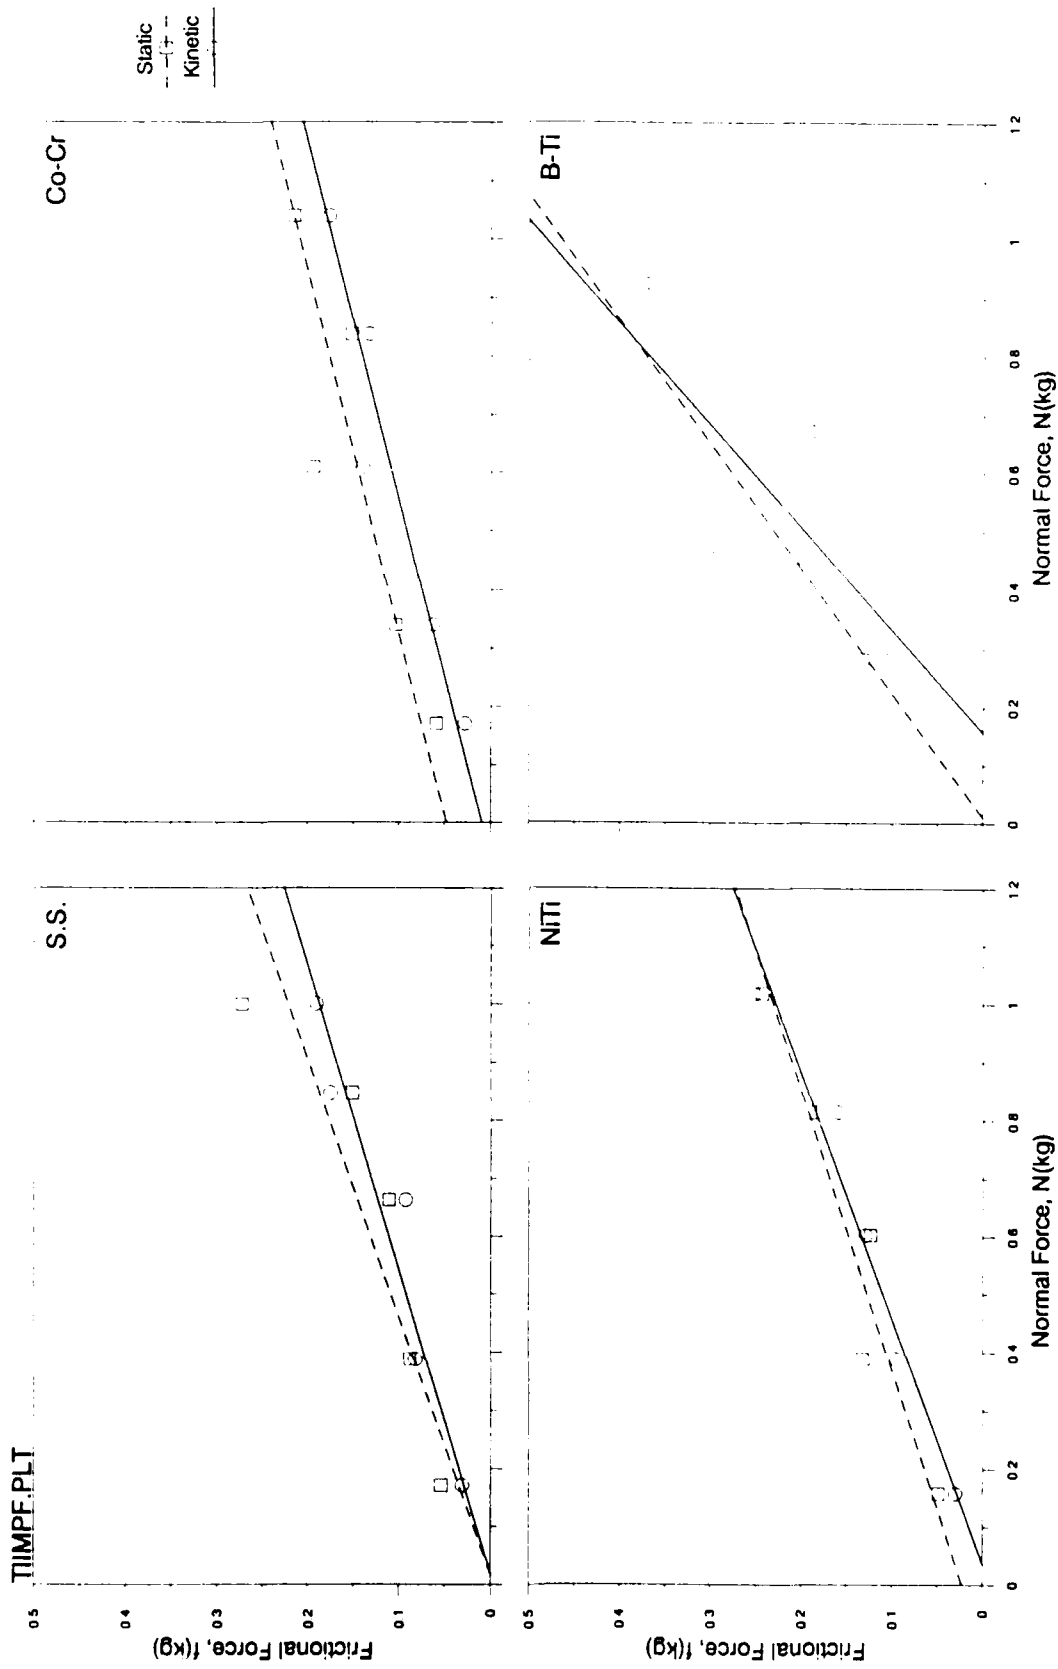 TIIMPF.PLT
S.S.
Co-Cr
Static
Kinetic
Frictional Force, f(kg)
0.5
0.4
0.3
0.2
0.1
0
NiTi
B-Ti
Frictional Force, f(kg)
0.5
0.4
0.3
0.2
0.1
0
0
0.2
0.4
0.6
0.8
1
1.2
Normal Force, N(kg)
0
0.2
0.4
0.6
0.8
1
1.2
Normal Force, N(kg)